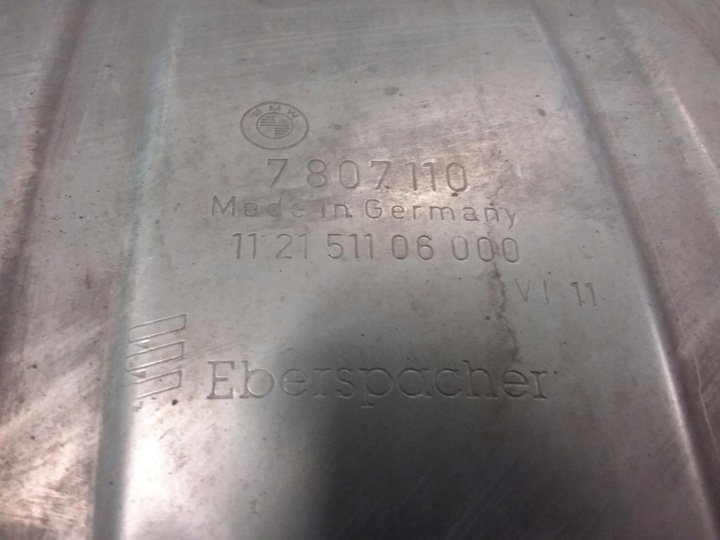 BMW
7 807 110
Made in Germany
11 21 511 06 000
VI 11
Eberspächer